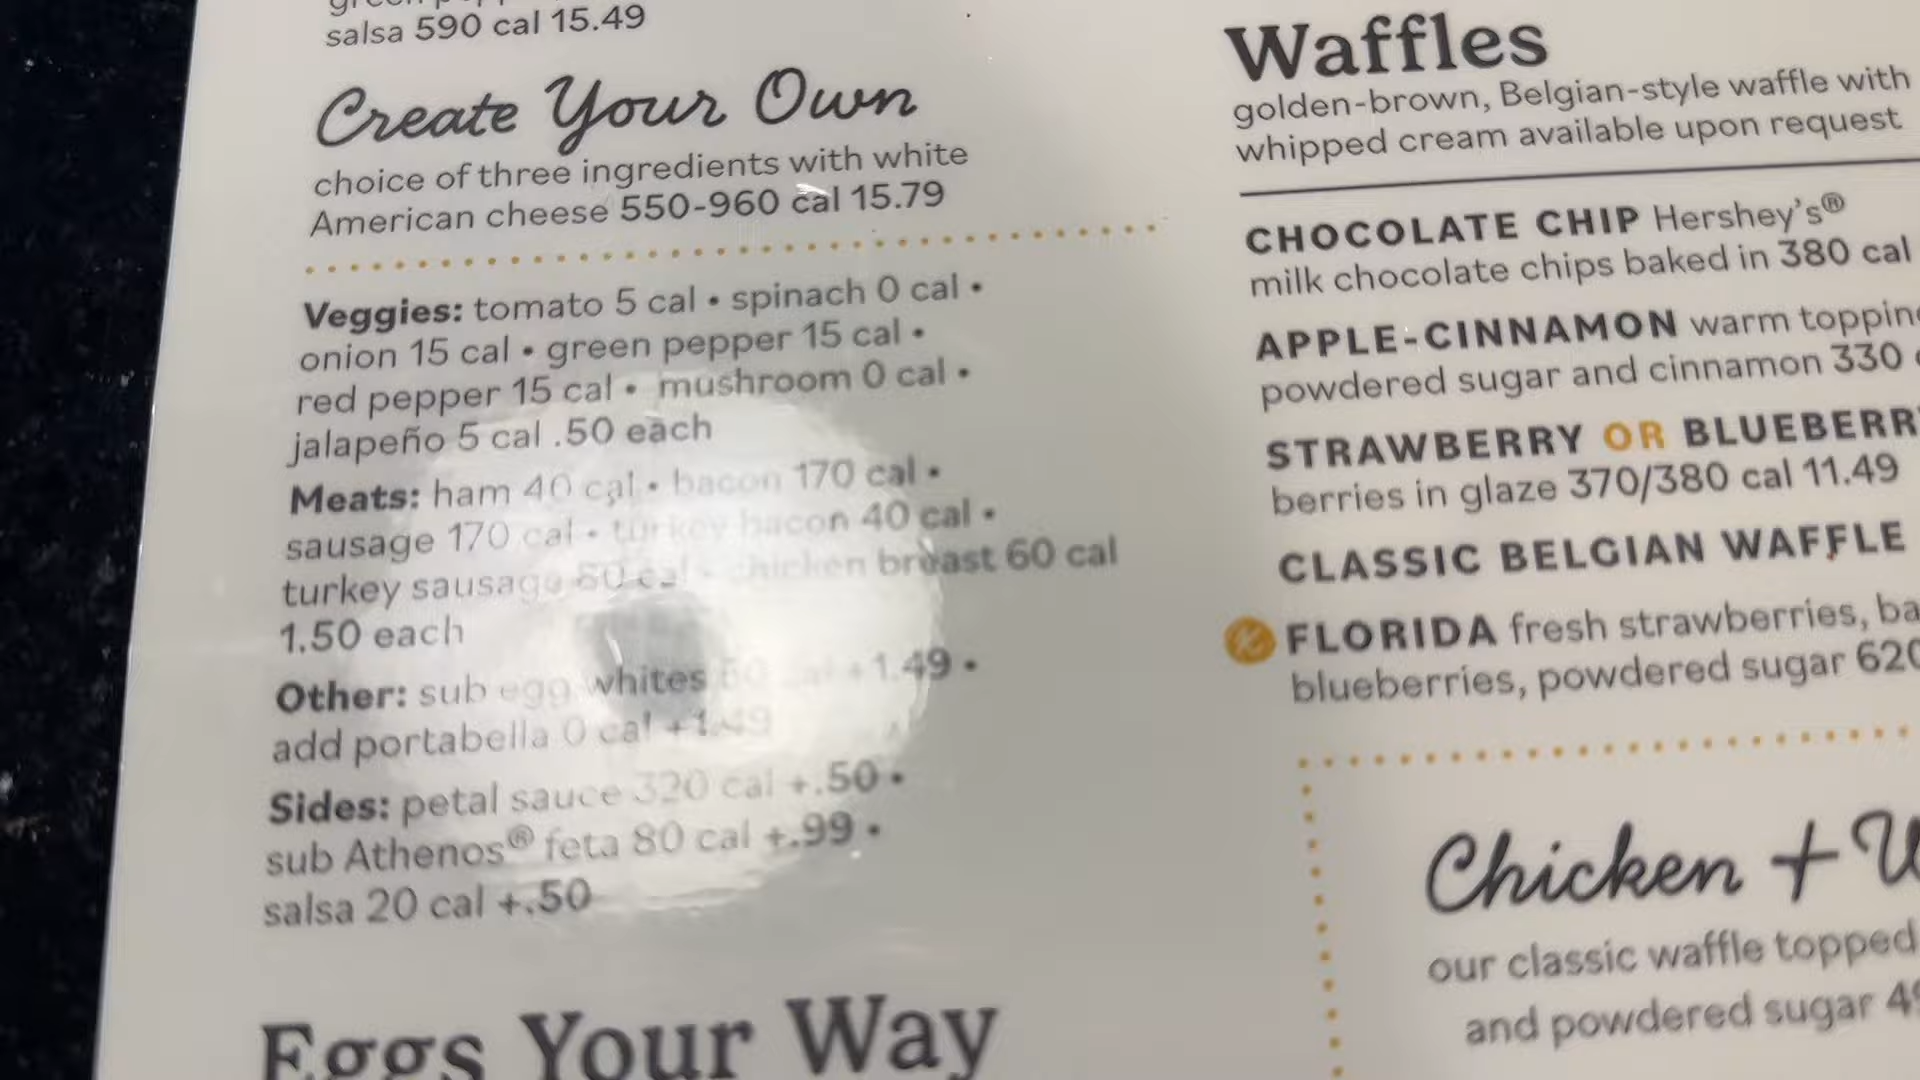 salsa 590 cal 15.49
Create Your Own
choice of three ingredients with white
American cheese 550-960 cal 15.79
Veggies: tomato 5 cal • spinach 0 cal •
onion 15 cal • green pepper 15 cal •
red pepper 15 cal • mushroom 0 cal •
jalapeño 5 cal .50 each
Meats: ham 40 cal • bacon 170 cal •
sausage 170 cal • turkey bacon 40 cal •
turkey sausage cal • chicken breast 60 cal
1.50 each
Other: sub egg whites cal +1.49 •
add portabella 0 cal +1.49
Sides: petal sauce 320 cal +.50 •
sub Athenos® feta 80 cal +.99 •
salsa 20 cal +.50
Eggs Your Way
Waffles
golden-brown, Belgian-style waffle with
whipped cream available upon request
CHOCOLATE CHIP Hershey's®
milk chocolate chips baked in 380 cal
APPLE-CINNAMON warm
powdered sugar and cinnamon 330
STRAWBERRY OR
berries in glaze 370/380 cal 11.49
CLASSIC BELGIAN WAFFLE
FLORIDA fresh strawberries,
blueberries, powdered sugar
Chicken +
our classic waffle topped
and powdered sugar